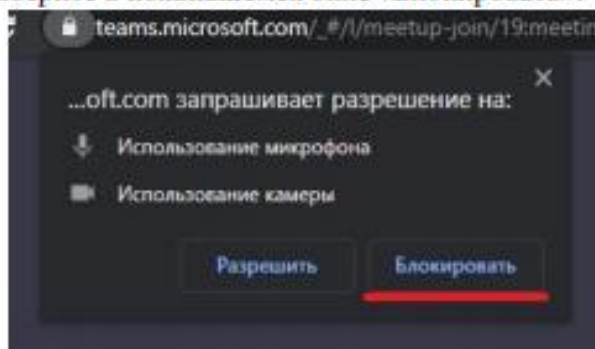 teams.microsoft.com/_#/l/meetup-join/19:meetin
...oft.com запрашивает разрешение на:
Использование микрофона
Использование камеры
Разрешить Блокировать